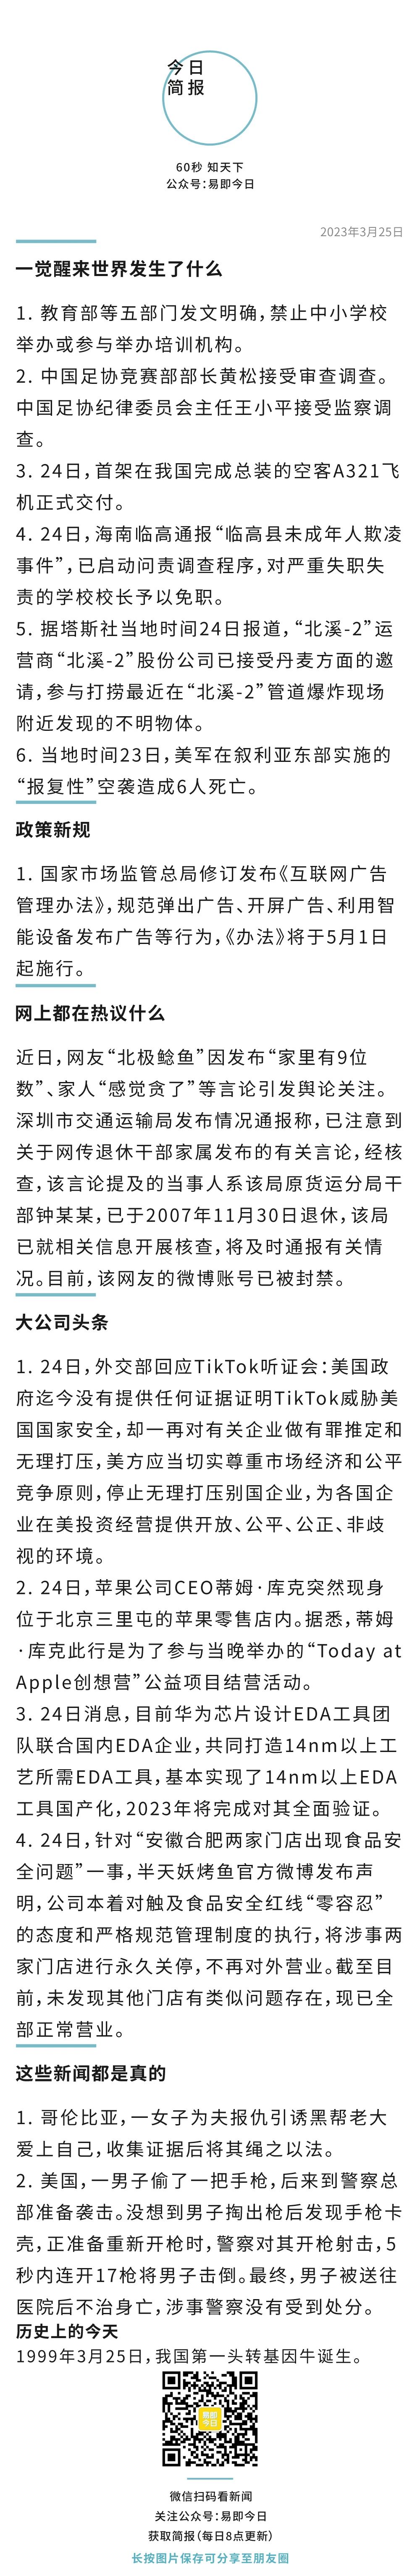 今日
简报
60秒 知天下
公众号：易即今日
2023年3月25日
一觉醒来世界发生了什么
1. 教育部等五部门发文明确，禁止中小学校
举办或参与举办培训机构。
2. 中国足协竞赛部部长黄松接受审查调查。
中国足协纪律委员会主任王小平接受监察调
查。
3. 24日，首架在我国完成总装的空客A321飞
机正式交付。
4. 24日，海南临高通报“临高县未成年人欺凌
事件”，已启动问责调查程序，对严重失职失
责的学校校长予以免职。
5. 据塔斯社当地时间24日报道，“北溪-2”运
营商“北溪-2”股份公司已接受丹麦方面的邀
请，参与打捞最近在“北溪-2”管道爆炸现场
附近发现的不明物体。
6. 当地时间23日，美军在叙利亚东部实施的
“报复性”空袭造成6人死亡。
政策新规
1. 国家市场监管总局修订发布《互联网广告
管理办法》，规范弹出广告、开屏广告、利用智
能设备发布广告等行为，《办法》将于5月1日
起施行。
网上都在热议什么
近日，网友“北极鲶鱼”因发布“家里有9位
数”、家人“感觉贪了”等言论引发舆论关注。
深圳市交通运输局发布情况通报称，已注意到
关于网传退休干部家属发布的有关言论，经核
查，该言论提及的当事人系该局原货运分局干
部钟某某，已于2007年11月30日退休，该局
已就相关信息开展核查，将及时通报有关情
况。目前，该网友的微博账号已被封禁。
大公司头条
1. 24日，外交部回应TikTok听证会：美国政
府迄今没有提供任何证据证明TikTok威胁美
国国家安全，却一再对有关企业做有罪推定和
无理打压，美方应当切实尊重市场经济和公平
竞争原则，停止无理打压别国企业，为各国企
业在美投资经营提供开放、公平、公正、非歧
视的环境。
2. 24日，苹果公司CEO蒂姆·库克突然现身
位于北京三里屯的苹果零售店内。据悉，蒂姆
·库克此行是为了参与当晚举办的“Today at
Apple创想营”公益项目结营活动。
3. 24日消息，目前华为芯片设计EDA工具团
队联合国内EDA企业，共同打造14nm以上工
艺所需EDA工具，基本实现了14nm以上EDA
工具国产化，2023年将完成对其全面验证。
4. 24日，针对“安徽合肥两家门店出现食品安
全问题”一事，半天妖烤鱼官方微博发布声
明，公司本着对触及食品安全红线“零容忍”
的态度和严格规范管理制度的执行，将涉事两
家门店进行永久关停，不再对外营业。截至目
前，未发现其他门店有类似问题存在，现已全
部正常营业。
这些新闻都是真的
1. 哥伦比亚，一女子为夫报仇引诱黑帮老大
爱上自己，收集证据后将其绳之以法。
2. 美国，一男子偷了一把手枪，后来到警察总
部准备袭击。没想到男子掏出枪后发现手枪卡
壳，正准备重新开枪时，警察对其开枪射击，5
秒内连开17枪将男子击倒。最终，男子被送往
医院后不治身亡，涉事警察没有受到处分。
历史上的今天
1999年3月25日，我国第一头转基因牛诞生。
易即
今日
微信扫码看新闻
关注公众号：易即今日
获取简报（每日8点更新）
长按图片保存可分享至朋友圈